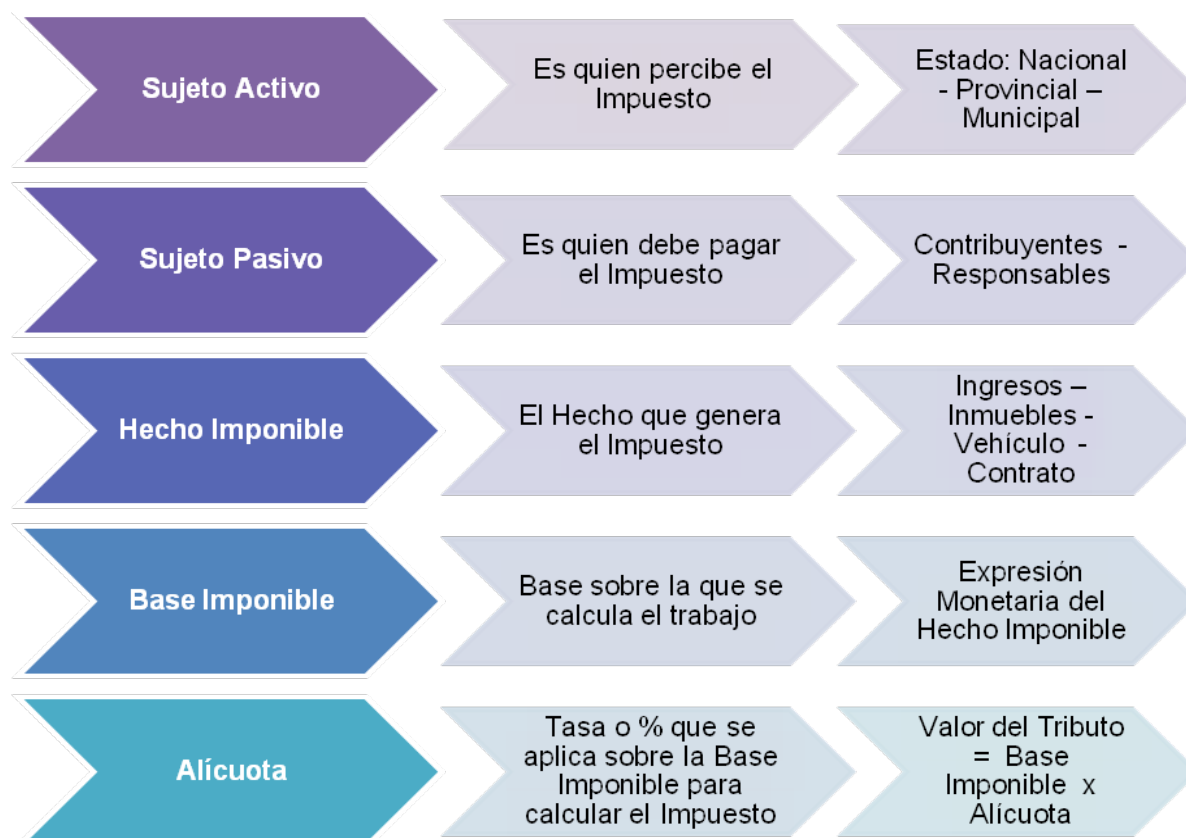 Sujeto Activo
Es quien percibe el
Impuesto
Estado: Nacional
- Provincial –
Municipal
Sujeto Pasivo
Es quien debe pagar
el Impuesto
Contribuyentes -
Responsables
Hecho Imponible
El Hecho que genera
el Impuesto
Ingresos –
Inmuebles -
Vehículo -
Contrato
Base Imponible
Base sobre la que se
calcula el trabajo
Expresión
Monetaria del
Hecho Imponible
Alícuota
Tasa o % que se
aplica sobre la Base
Imponible para
calcular el Impuesto
Valor del Tributo
= Base
Imponible x
Alícuota